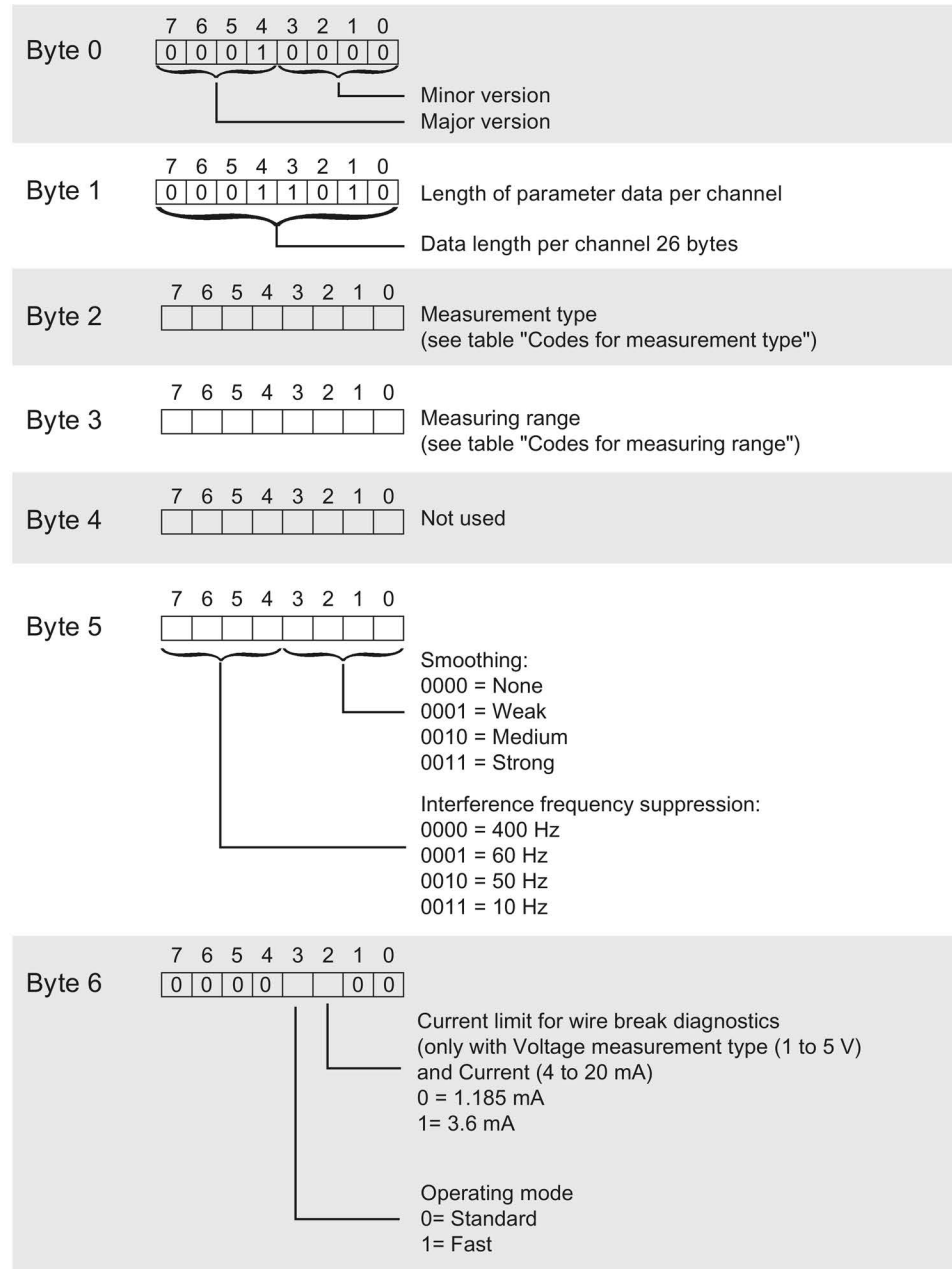 7 6 5 4 3 2 1 0
Byte 0 0 0 0 1 0 0 0 0
Minor version
Major version
7 6 5 4 3 2 1 0
Byte 1 0 0 0 1 1 0 1 0 Length of parameter data per channel
Data length per channel 26 bytes
7 6 5 4 3 2 1 0
Byte 2 Measurement type
(see table "Codes for measurement type")
7 6 5 4 3 2 1 0
Byte 3 Measuring range
(see table "Codes for measuring range")
7 6 5 4 3 2 1 0
Byte 4 Not used
7 6 5 4 3 2 1 0
Byte 5
Smoothing:
0000 = None
0001 = Weak
0010 = Medium
0011 = Strong
Interference frequency suppression:
0000 = 400 Hz
0001 = 60 Hz
0010 = 50 Hz
0011 = 10 Hz
7 6 5 4 3 2 1 0
Byte 6 0 0 0 0 0 0
Current limit for wire break diagnostics
(only with Voltage measurement type (1 to 5 V)
and Current (4 to 20 mA)
0 = 1.185 mA
1= 3.6 mA
Operating mode
0= Standard
1= Fast